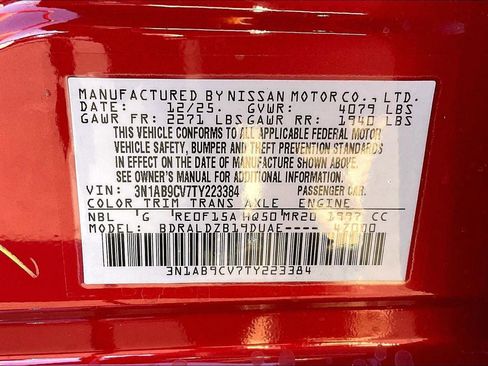 MANUFACTURED BY NISSAN MOTOR CO., LTD.
DATE: 12/25. GVWR: 4079 LBS
GAWR FR: 2271 LBS GAWR RR: 1940 LBS
THIS VEHICLE CONFORMS TO ALL APPLICABLE FEDERAL MOTOR
VEHICLE SAFETY, BUMPER AND THEFT PREVENTION STANDARDS
IN EFFECT ON THE DATE OF MANUFACTURE SHOWN ABOVE.
SEE OWNER'S MANUAL FOR ADDITIONAL INFORMATION.
VIN: 3N1AB9CV7TY223384 PASSENGER CAR.
COLOR TRIM TRANS AXLE ENGINE
NBL G RE0F15A HQ50 MR20 1997 CC
MODEL: BDRALDZB19DUAE---- 47000
3N1AB9CV7TY223384